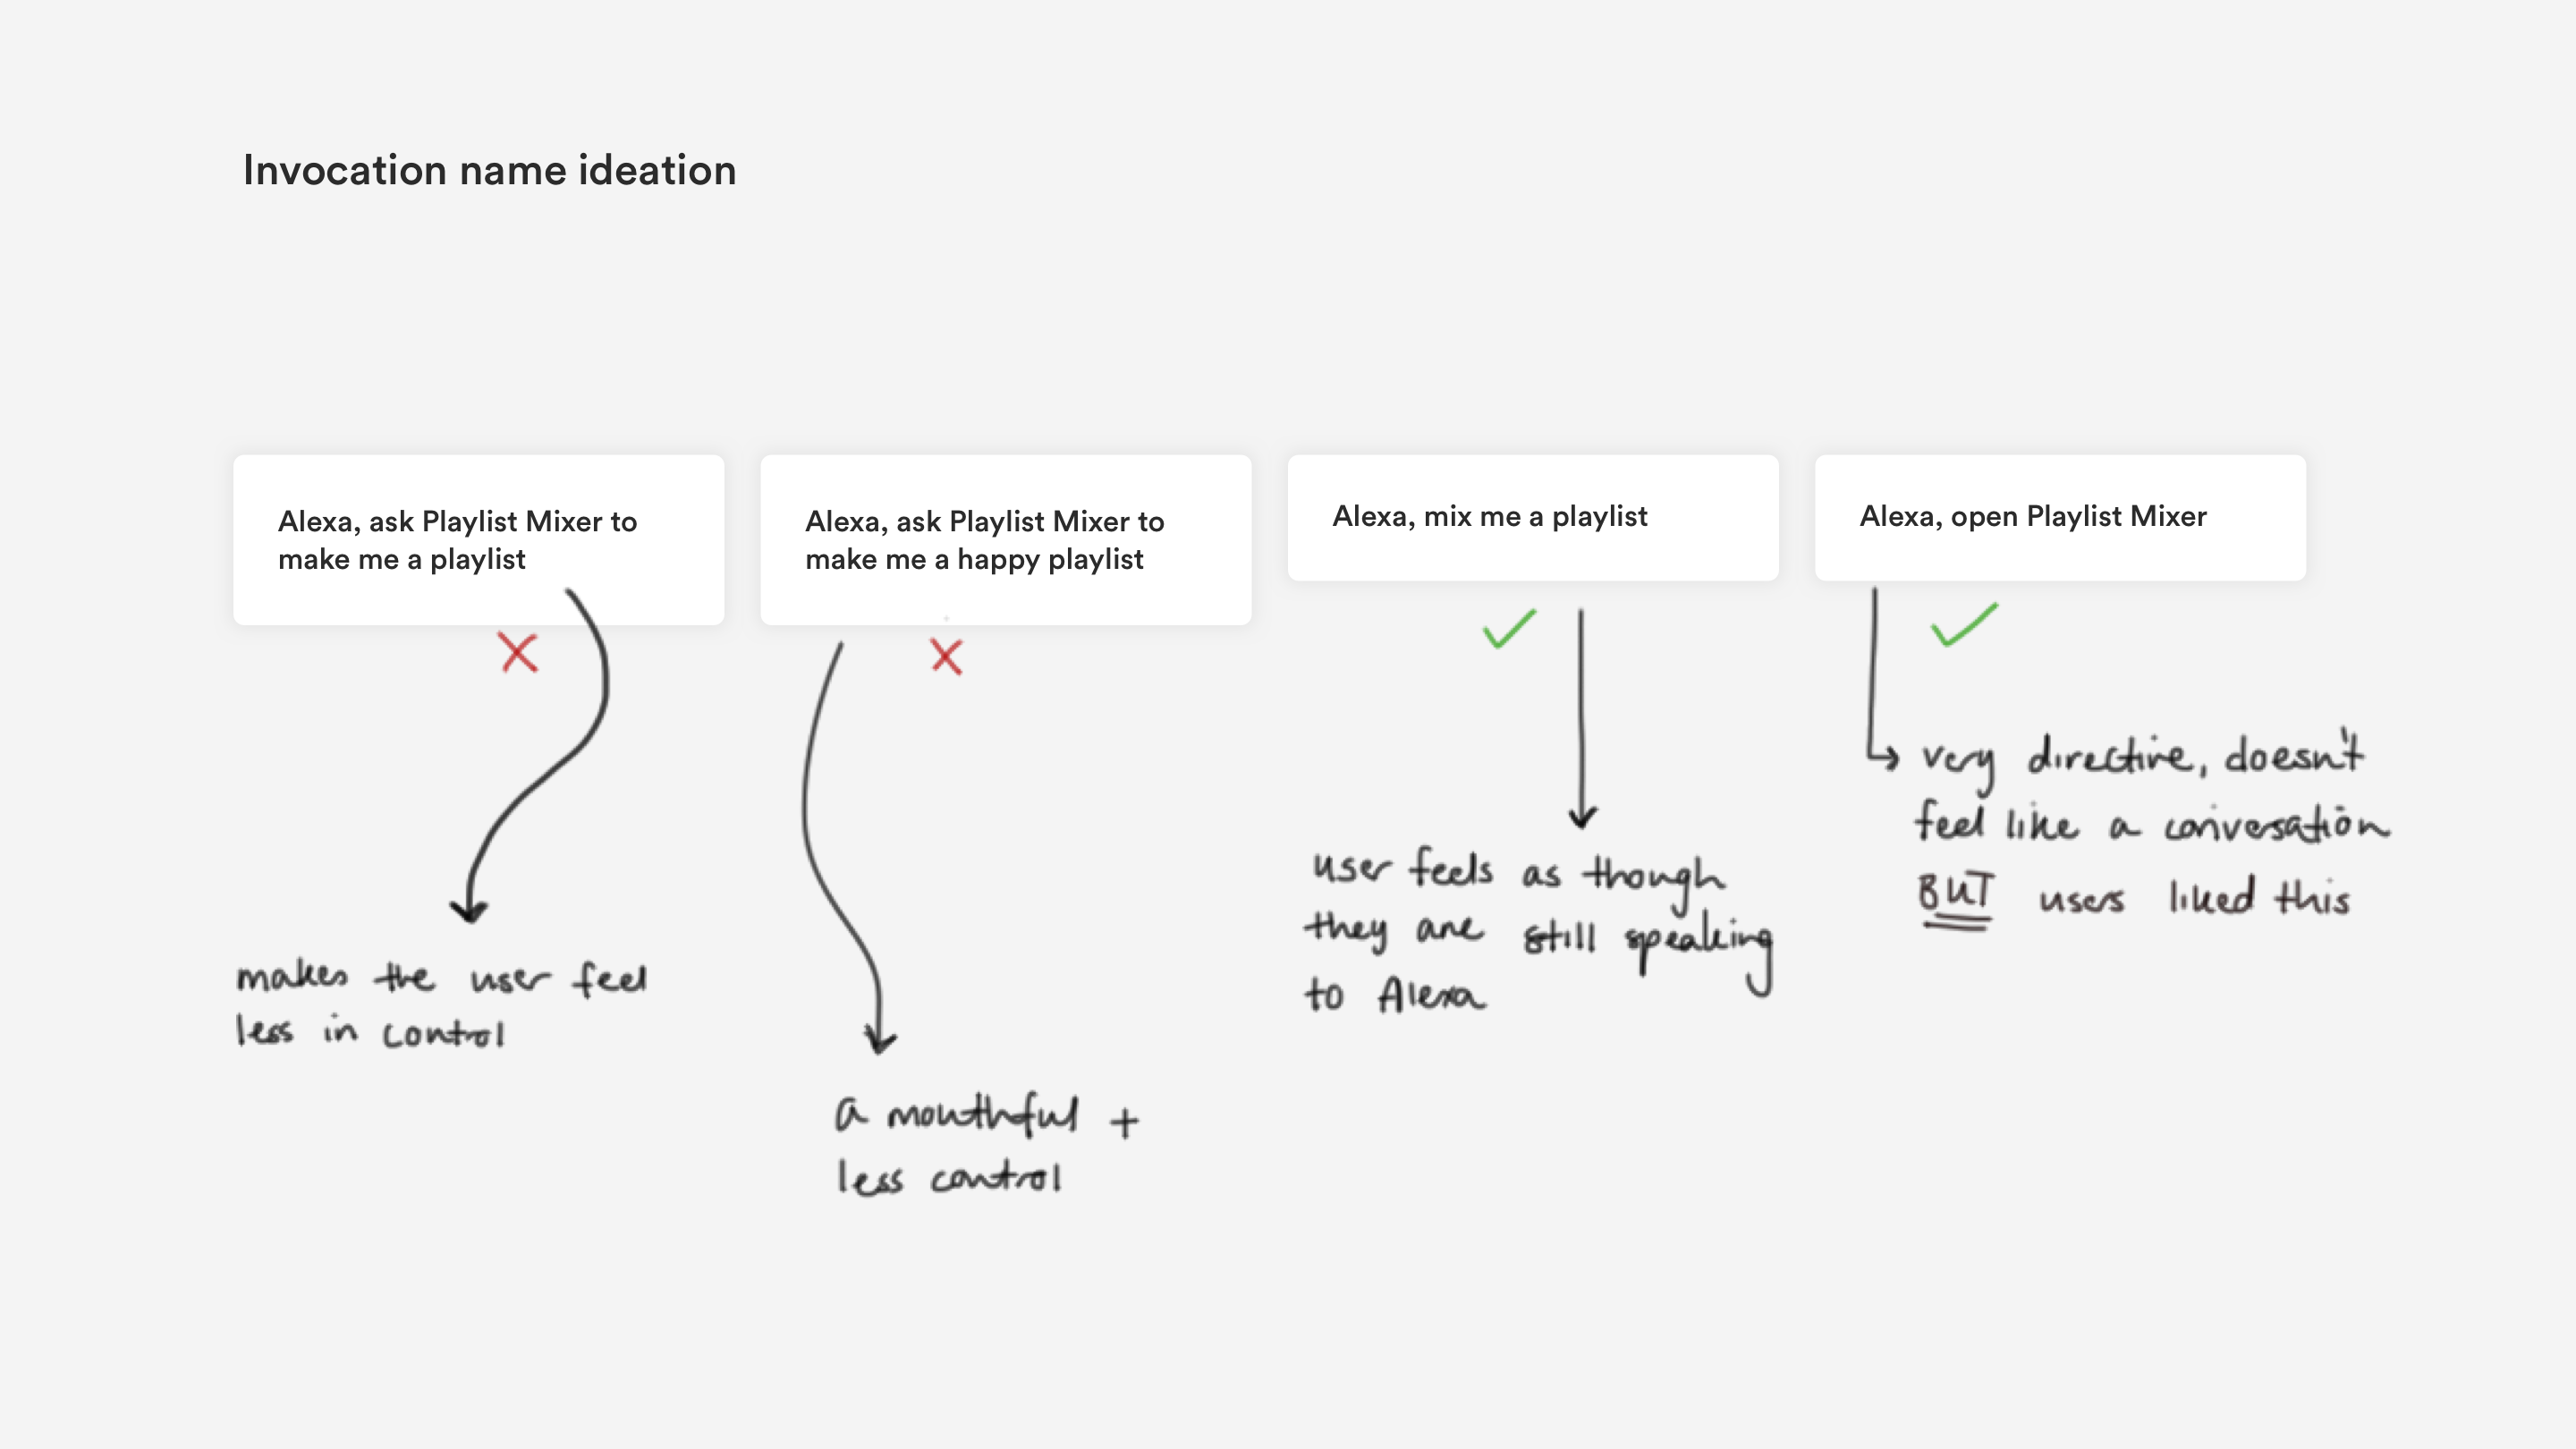 Invocation name ideation
Alexa, ask Playlist Mixer to
make me a playlist
makes the user feel
less in control
Alexa, ask Playlist Mixer to
make me a happy playlist
a mouthful +
less control
Alexa, mix me a playlist
user feels as though
they are still speaking
to Alexa
Alexa, open Playlist Mixer
very directive, doesn't
feel like a conversation
BUT users liked this